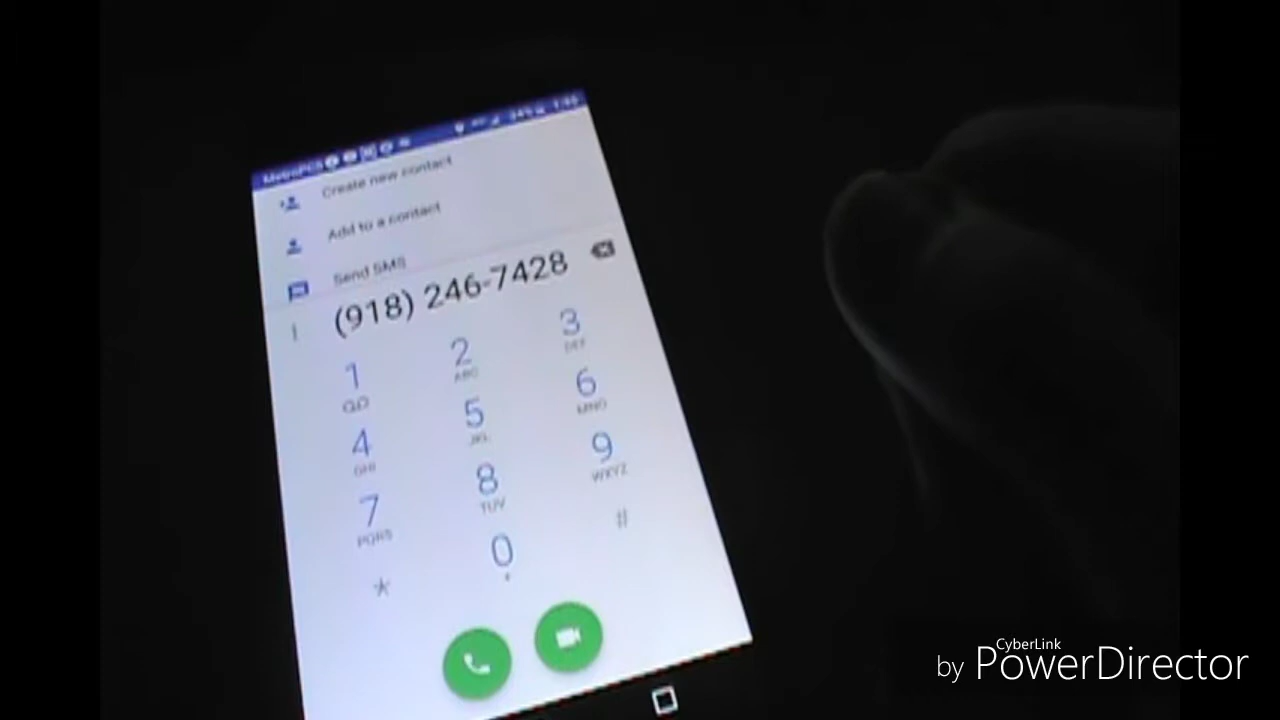 MetroPCS
Create new contact
Add to a contact
Send SMS
(918) 246-7428
1 2 3
ABC DEF
4 5 6
GHI JKL MNO
7 8 9
PQRS TUV WXYZ
* 0 #
CyberLink
by PowerDirector